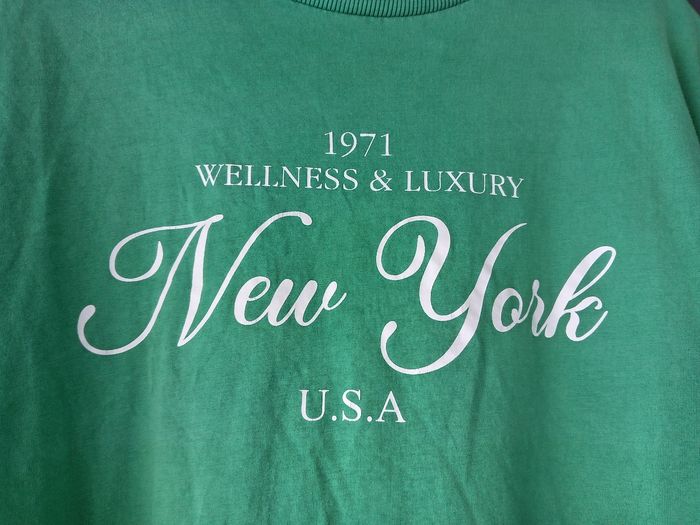 1971
WELLNESS & LUXURY
New York
U.S.A